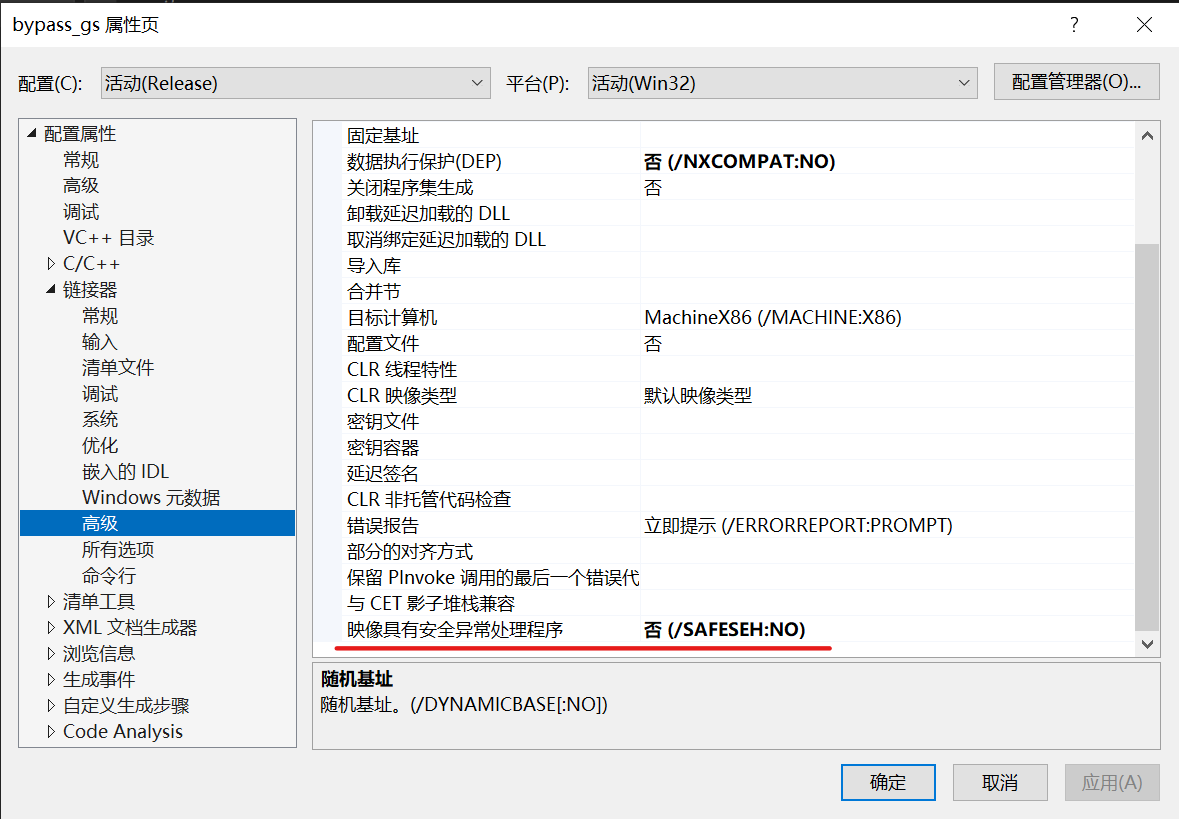 bypass_gs 属性页
配置(C): 活动(Release) 平台(P): 活动(Win32) 配置管理器(O)...
配置属性
常规
高级
调试
VC++ 目录
C/C++
链接器
常规
输入
清单文件
调试
系统
优化
嵌入的 IDL
Windows 元数据
高级
所有选项
命令行
清单工具
XML 文档生成器
浏览信息
生成事件
自定义生成步骤
Code Analysis
固定基址
数据执行保护(DEP) 否 (/NXCOMPAT:NO)
关闭程序集生成 否
卸载延迟加载的 DLL
取消绑定延迟加载的 DLL
导入库
合并节
目标计算机 MachineX86 (/MACHINE:X86)
配置文件 否
CLR 线程特性
CLR 映像类型 默认映像类型
密钥文件
密钥容器
延迟签名
CLR 非托管代码检查
错误报告 立即提示 (/ERRORREPORT:PROMPT)
部分的对齐方式
保留 PInvoke 调用的最后一个错误代
与 CET 影子堆栈兼容
映像具有安全异常处理程序 否 (/SAFESEH:NO)
随机基址
随机基址。(/DYNAMICBASE[:NO])
确定 取消 应用(A)